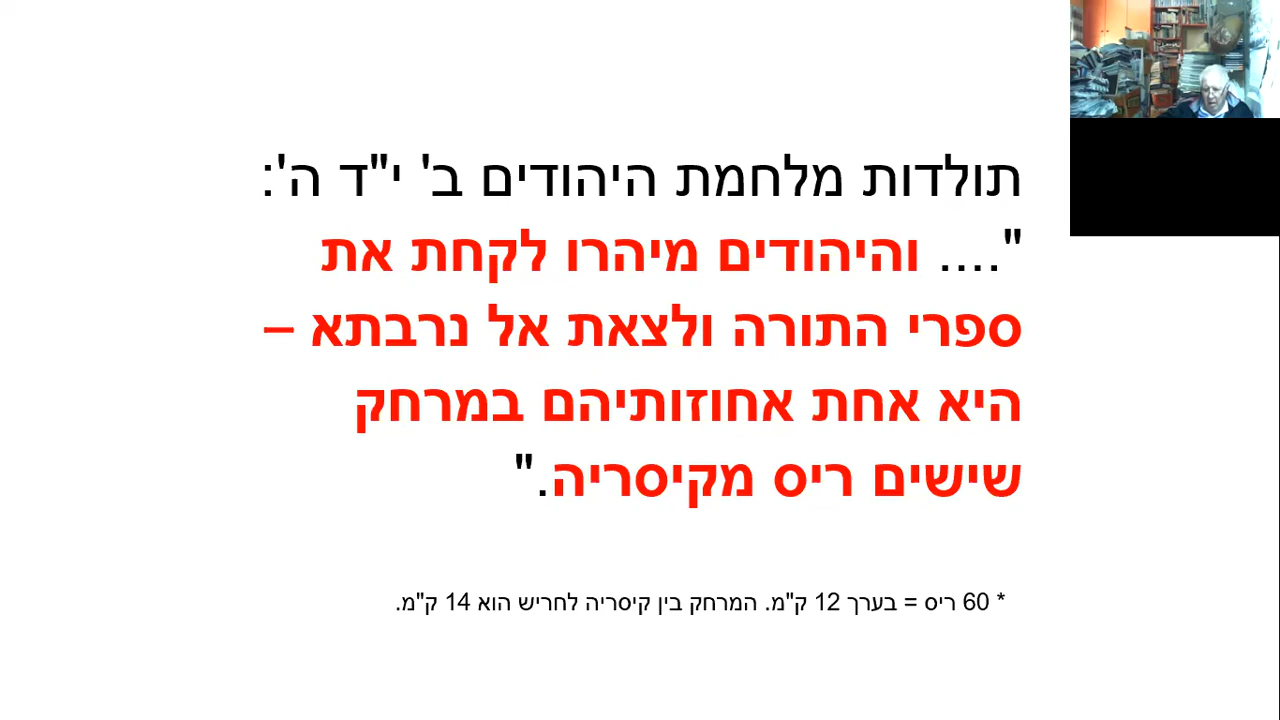 תולדות מלחמת היהודים ב' י"ד ה':
".... והיהודים מיהרו לקחת את
ספרי התורה ולצאת אל נרבתא –
היא אחת אחוזותיהם במרחק
שישים ריס מקיסריה."
* 60 ריס = בערך 12 ק"מ. המרחק בין קיסריה לחריש הוא 14 ק"מ.